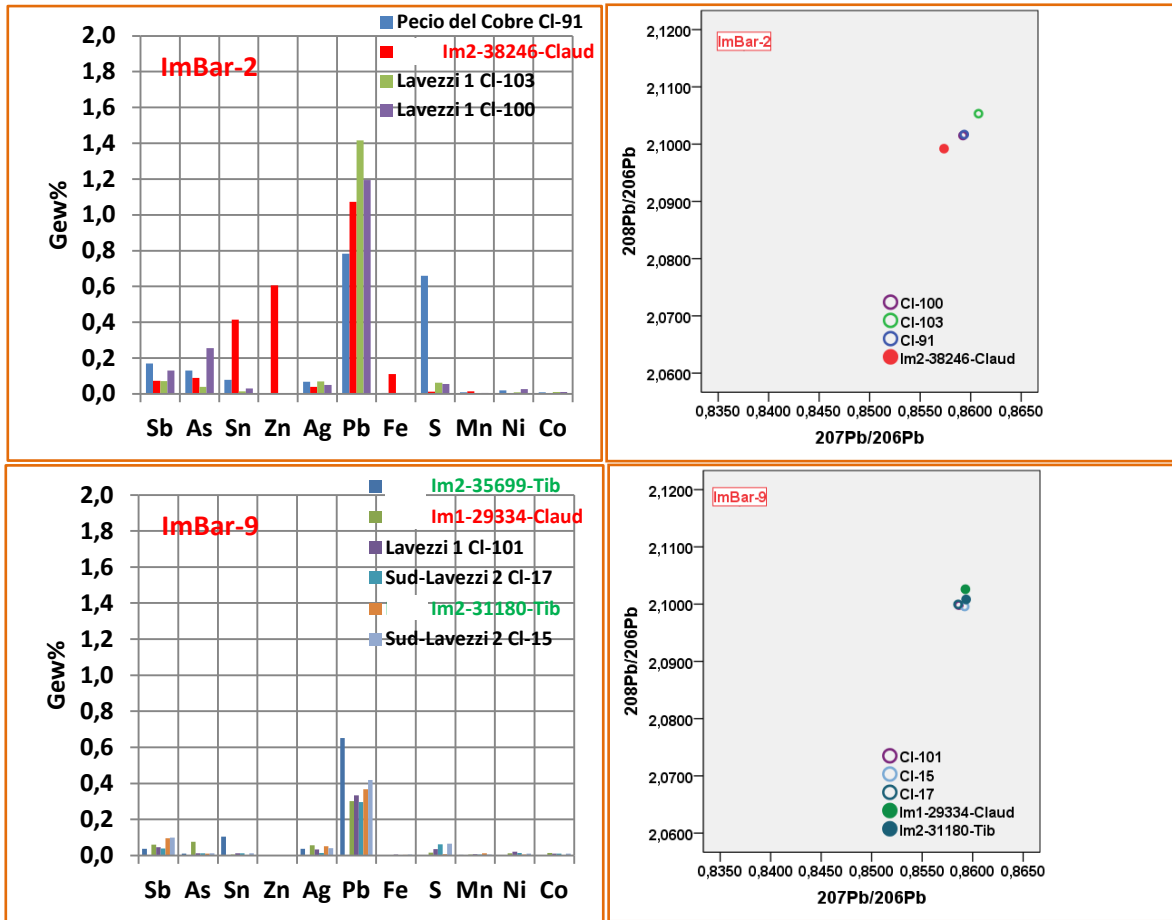 Pecio del Cobre Cl-91
Im2-38246-Claud
Lavezzi 1 Cl-103
Lavezzi 1 Cl-100
ImBar-2
Gew%
2,0
1,8
1,6
1,4
1,2
1,0
0,8
0,6
0,4
0,2
0,0
Sb As Sn Zn Ag Pb Fe S Mn Ni Co
ImBar-2
208Pb/206Pb
2,1200
2,1100
2,1000
2,0900
2,0800
2,0700
2,0600
Cl-100
Cl-103
Cl-91
Im2-38246-Claud
0,8350 0,8400 0,8450 0,8500 0,8550 0,8600 0,8650
207Pb/206Pb
Im2-35699-Tib
Im1-29334-Claud
Lavezzi 1 Cl-101
Sud-Lavezzi 2 Cl-17
Im2-31180-Tib
Sud-Lavezzi 2 Cl-15
ImBar-9
Gew%
2,0
1,8
1,6
1,4
1,2
1,0
0,8
0,6
0,4
0,2
0,0
Sb As Sn Zn Ag Pb Fe S Mn Ni Co
ImBar-9
208Pb/206Pb
2,1200
2,1100
2,1000
2,0900
2,0800
2,0700
2,0600
Cl-101
Cl-15
Cl-17
Im1-29334-Claud
Im2-31180-Tib
0,8350 0,8400 0,8450 0,8500 0,8550 0,8600 0,8650
207Pb/206Pb